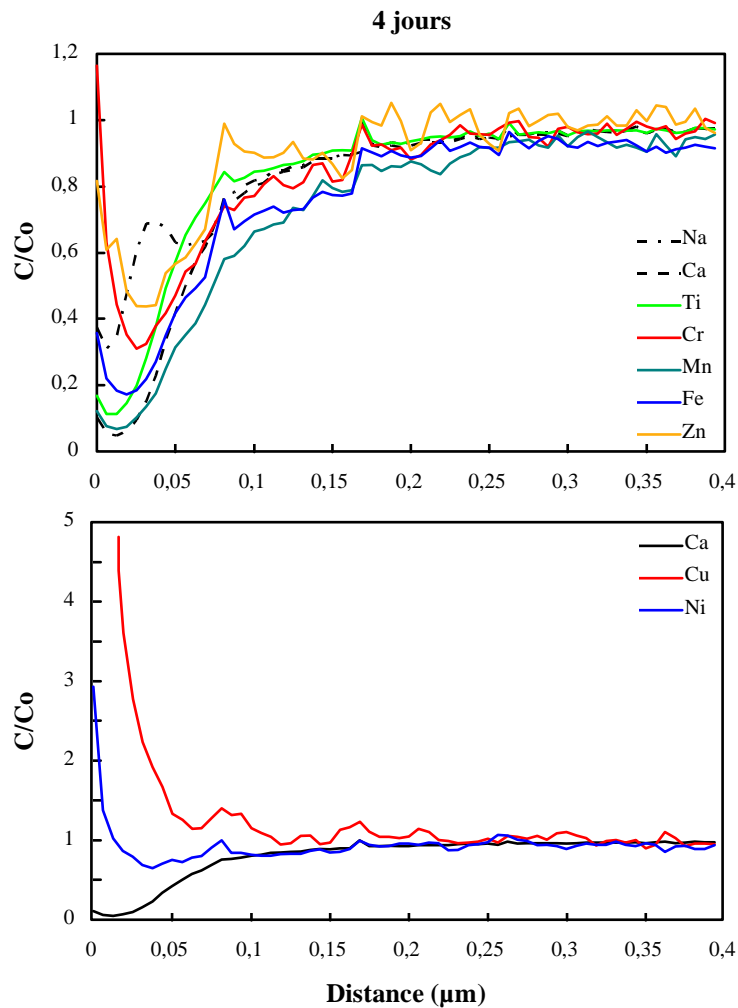 4 jours
1,2
1
0,8
0,6
0,4
0,2
0
C/Co
Na
Ca
Ti
Cr
Mn
Fe
Zn
0 0,05 0,1 0,15 0,2 0,25 0,3 0,35 0,4
5
4
3
2
1
0
C/Co
Ca
Cu
Ni
0 0,05 0,1 0,15 0,2 0,25 0,3 0,35 0,4
Distance (µm)